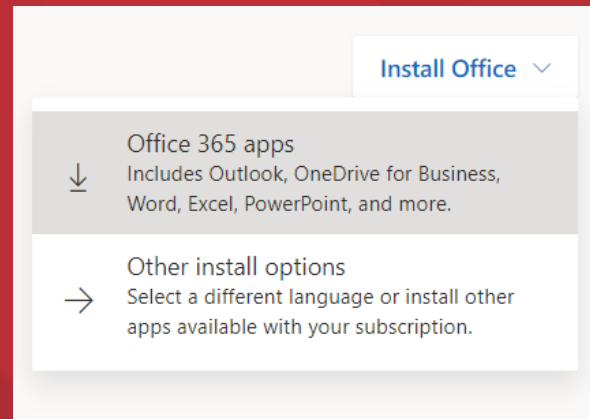 Install Office
Office 365 apps
Includes Outlook, OneDrive for Business,
Word, Excel, PowerPoint, and more.
Other install options
Select a different language or install other
apps available with your subscription.